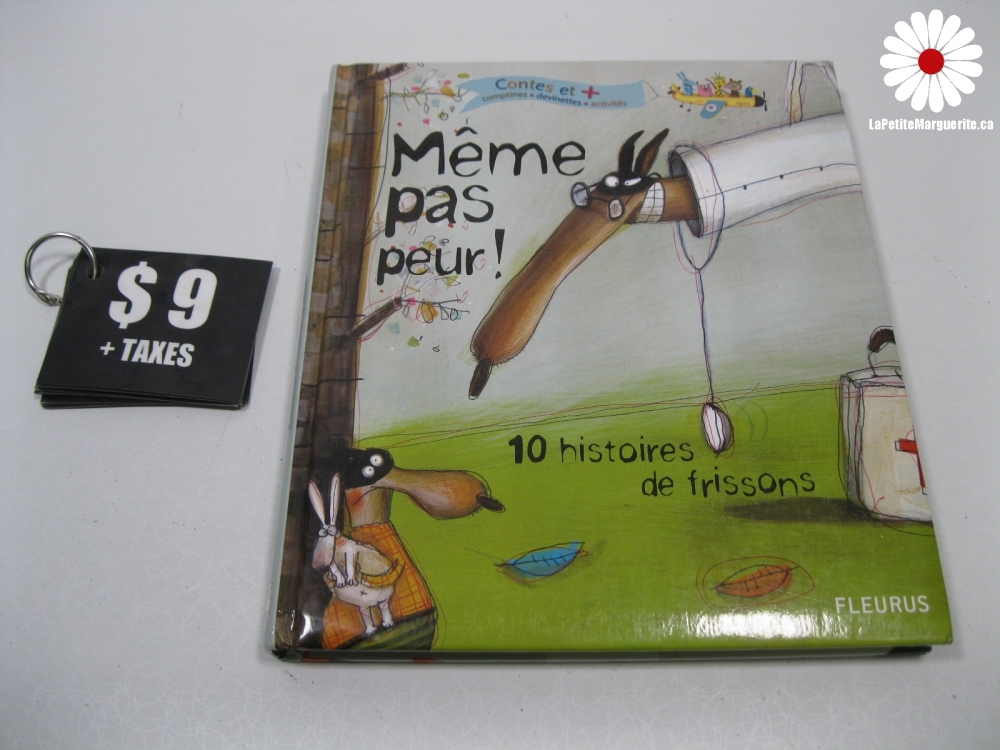 LaPetiteMarguerite.ca
Contes et +
comptines • devinettes • activités
Même
pas
peur !
$ 9
+ TAXES
10 histoires
de frissons
FLEURUS